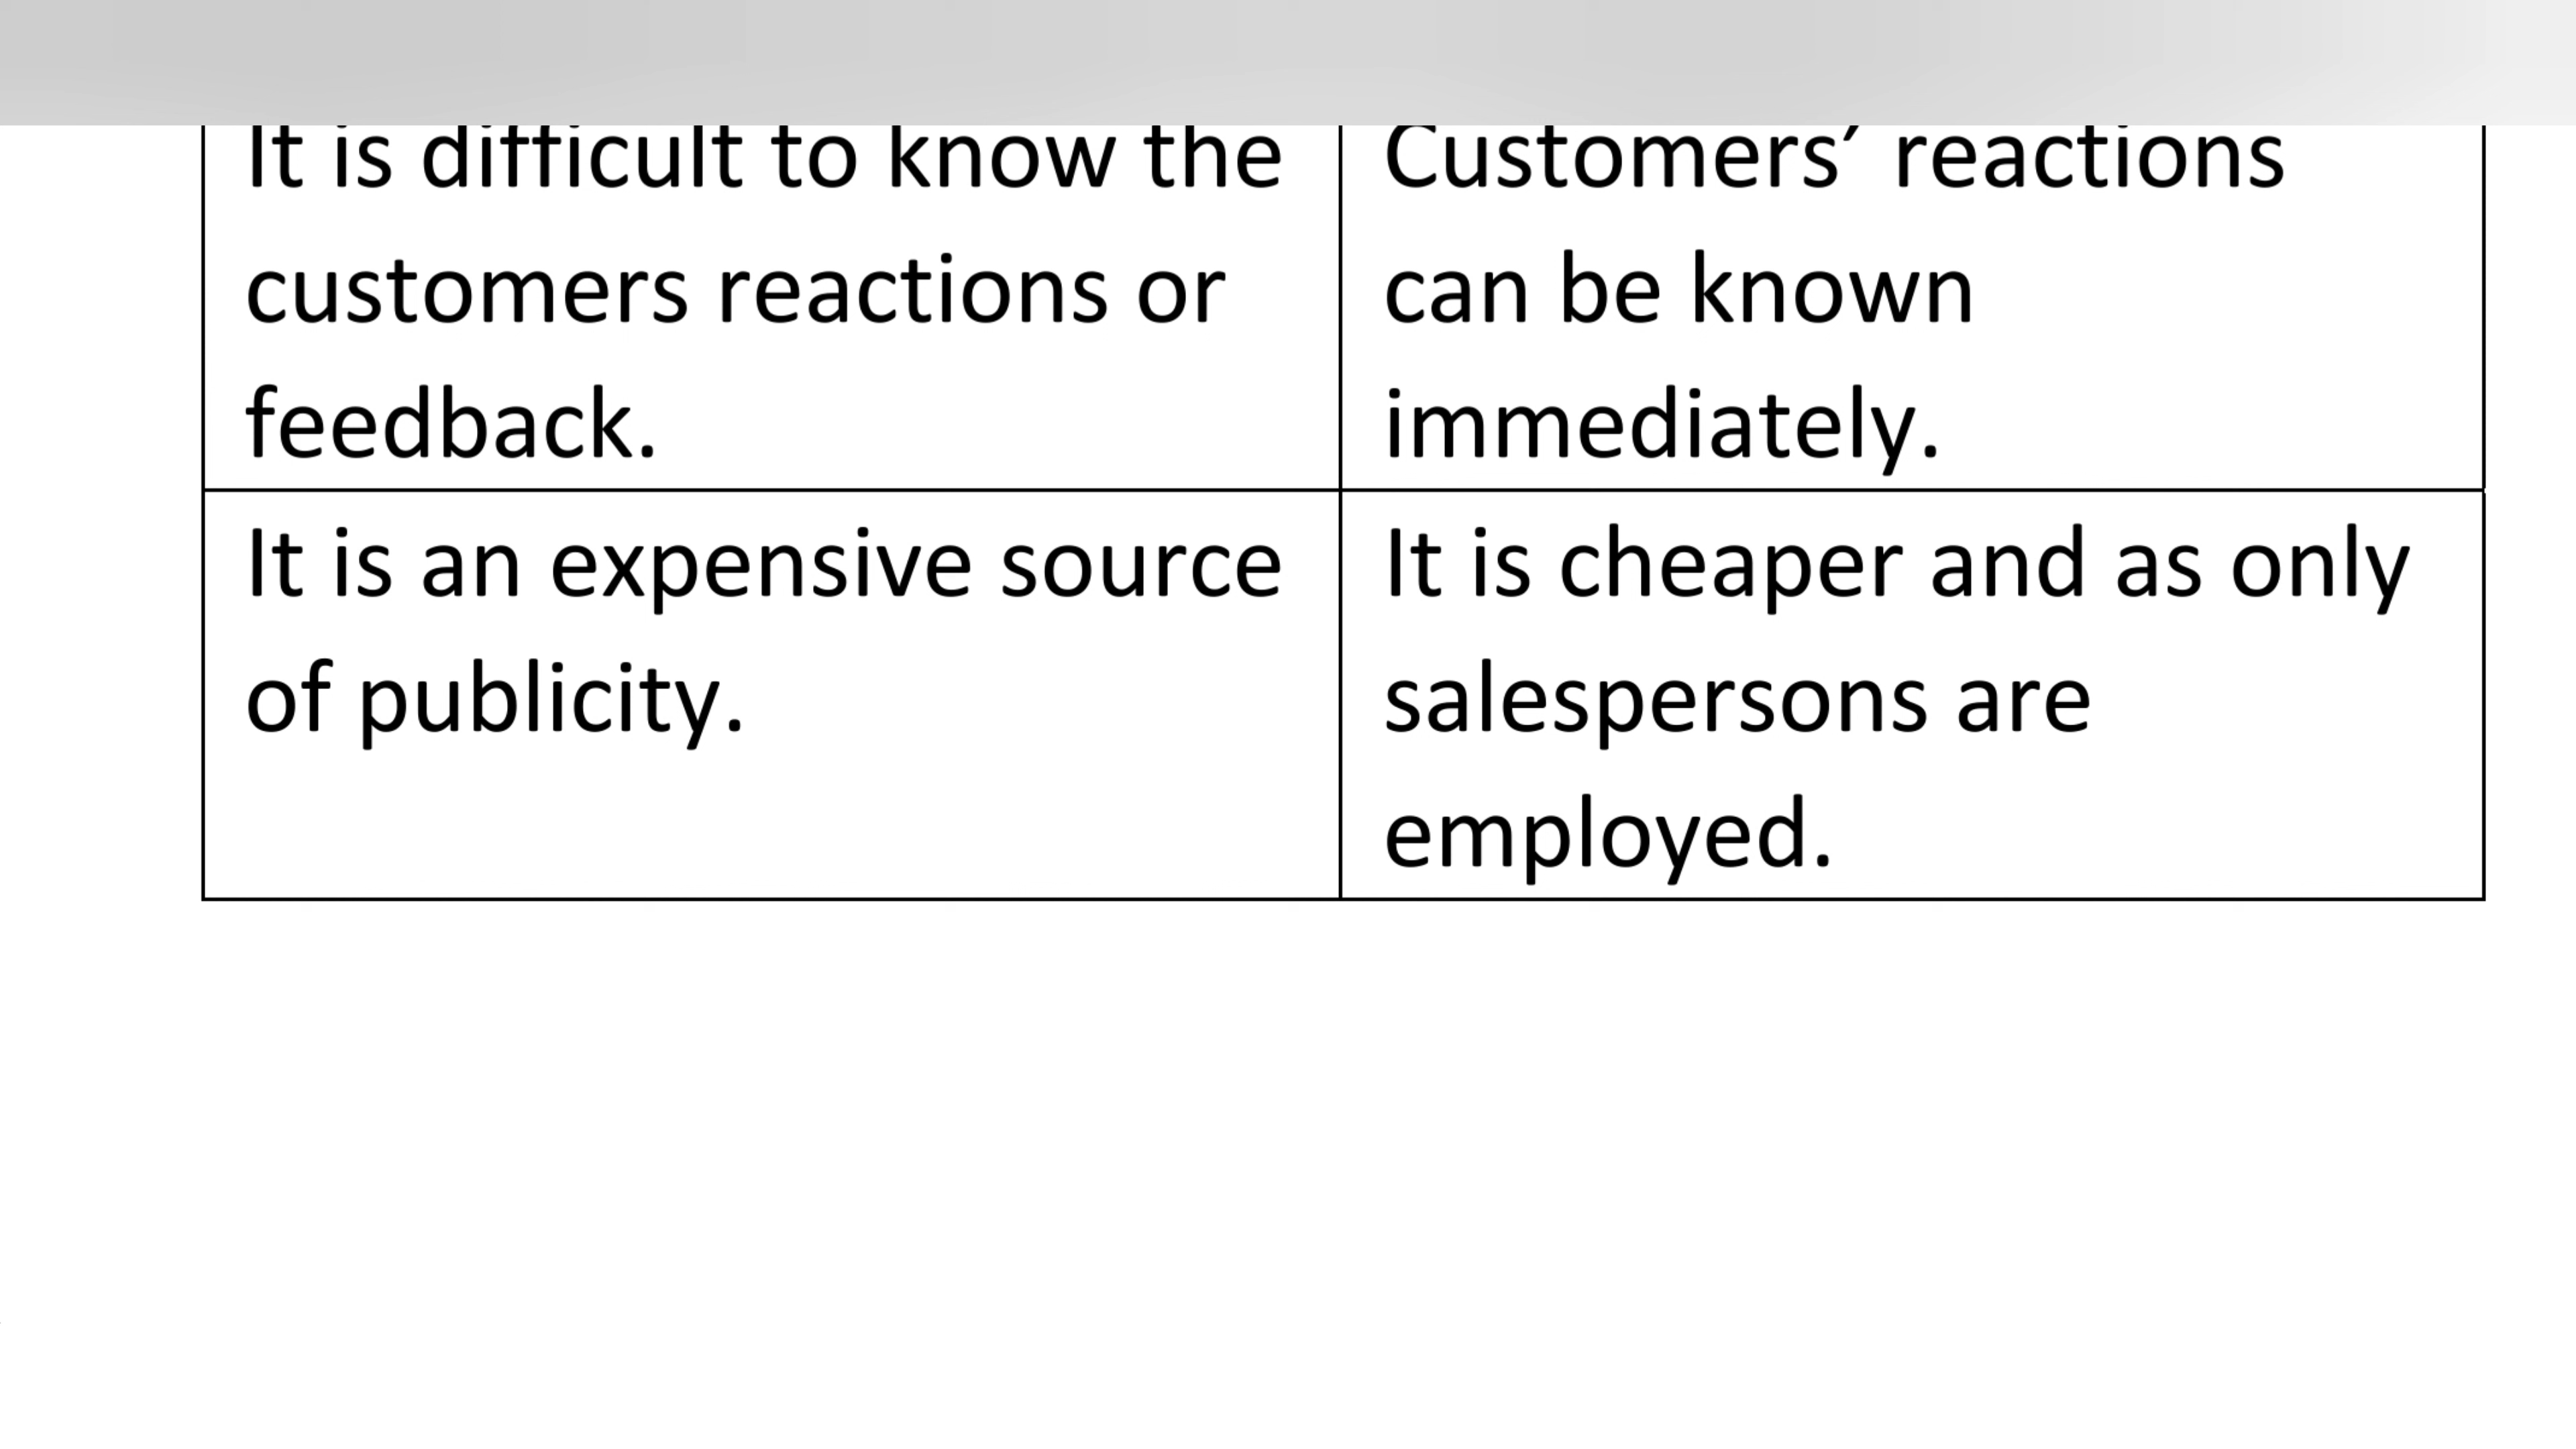 It is difficult to know the
customers reactions or
feedback.
Customers’ reactions
can be known
immediately.
It is an expensive source
of publicity.
It is cheaper and as only
salespersons are
employed.